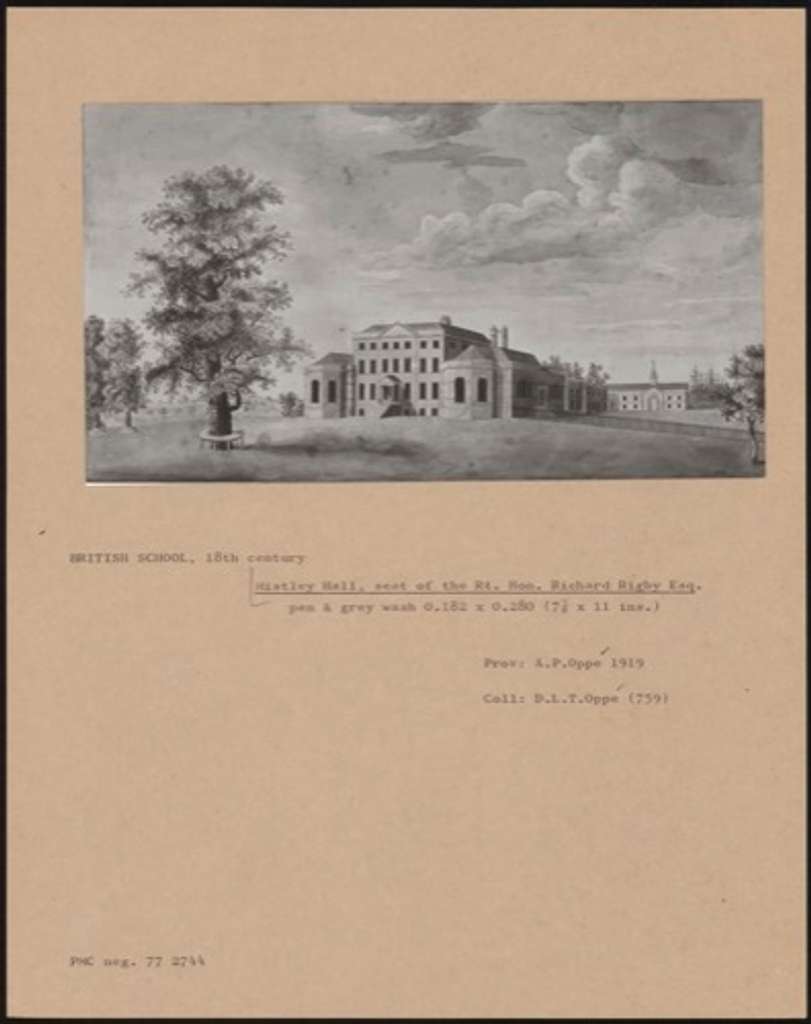 BRITISH SCHOOL, 18th century
Mistley Hall, seat of the Rt. Hon. Richard Rigby Esq.
pen & grey wash 0.182 x 0.280 (7½ x 11 ins.)
Prov: A.P.Oppé 1919
Coll: D.L.T.Oppé (759)
PMC neg. 77 2744